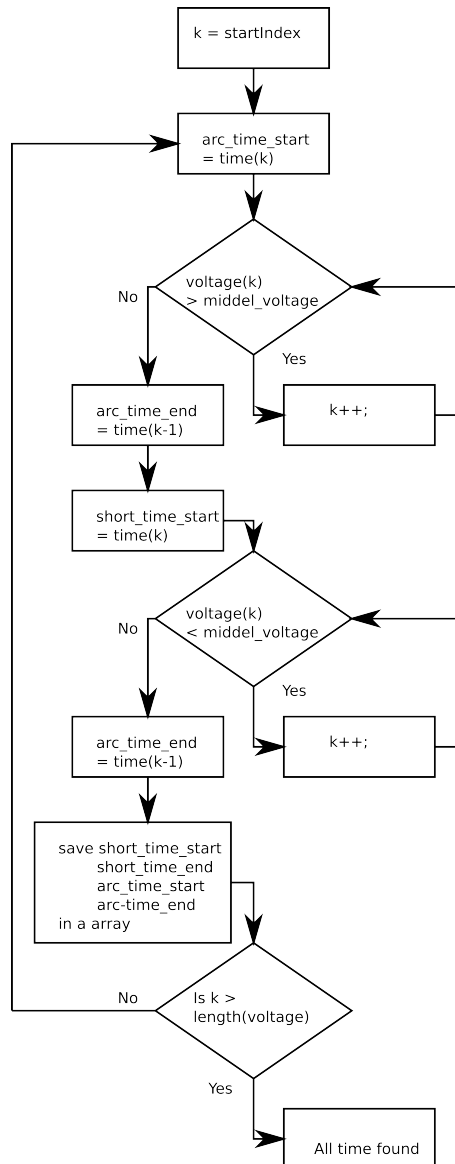 k = startIndex
arc_time_start
= time(k)
voltage(k)
> middel_voltage
No
Yes
arc_time_end
= time(k-1)
k++;
short_time_start
= time(k)
voltage(k)
< middel_voltage
No
Yes
arc_time_end
= time(k-1)
k++;
save short_time_start
short_time_end
arc_time_start
arc-time_end
in a array
No
Is k >
length(voltage)
Yes
All time found